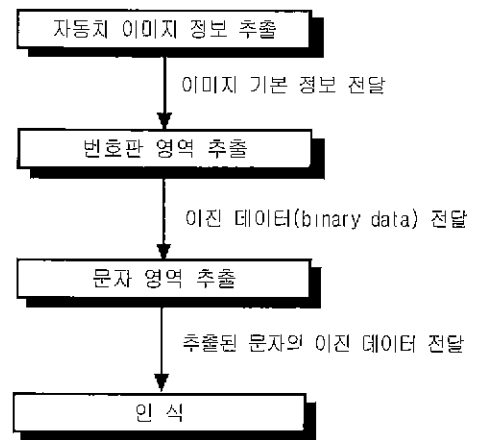 자동차 이미지 정보 추출
이미지 기본 정보 전달
번호판 영역 추출
이진 데이터(binary data) 전달
문자 영역 추출
추출된 문자의 이진 데이터 전달
인 식